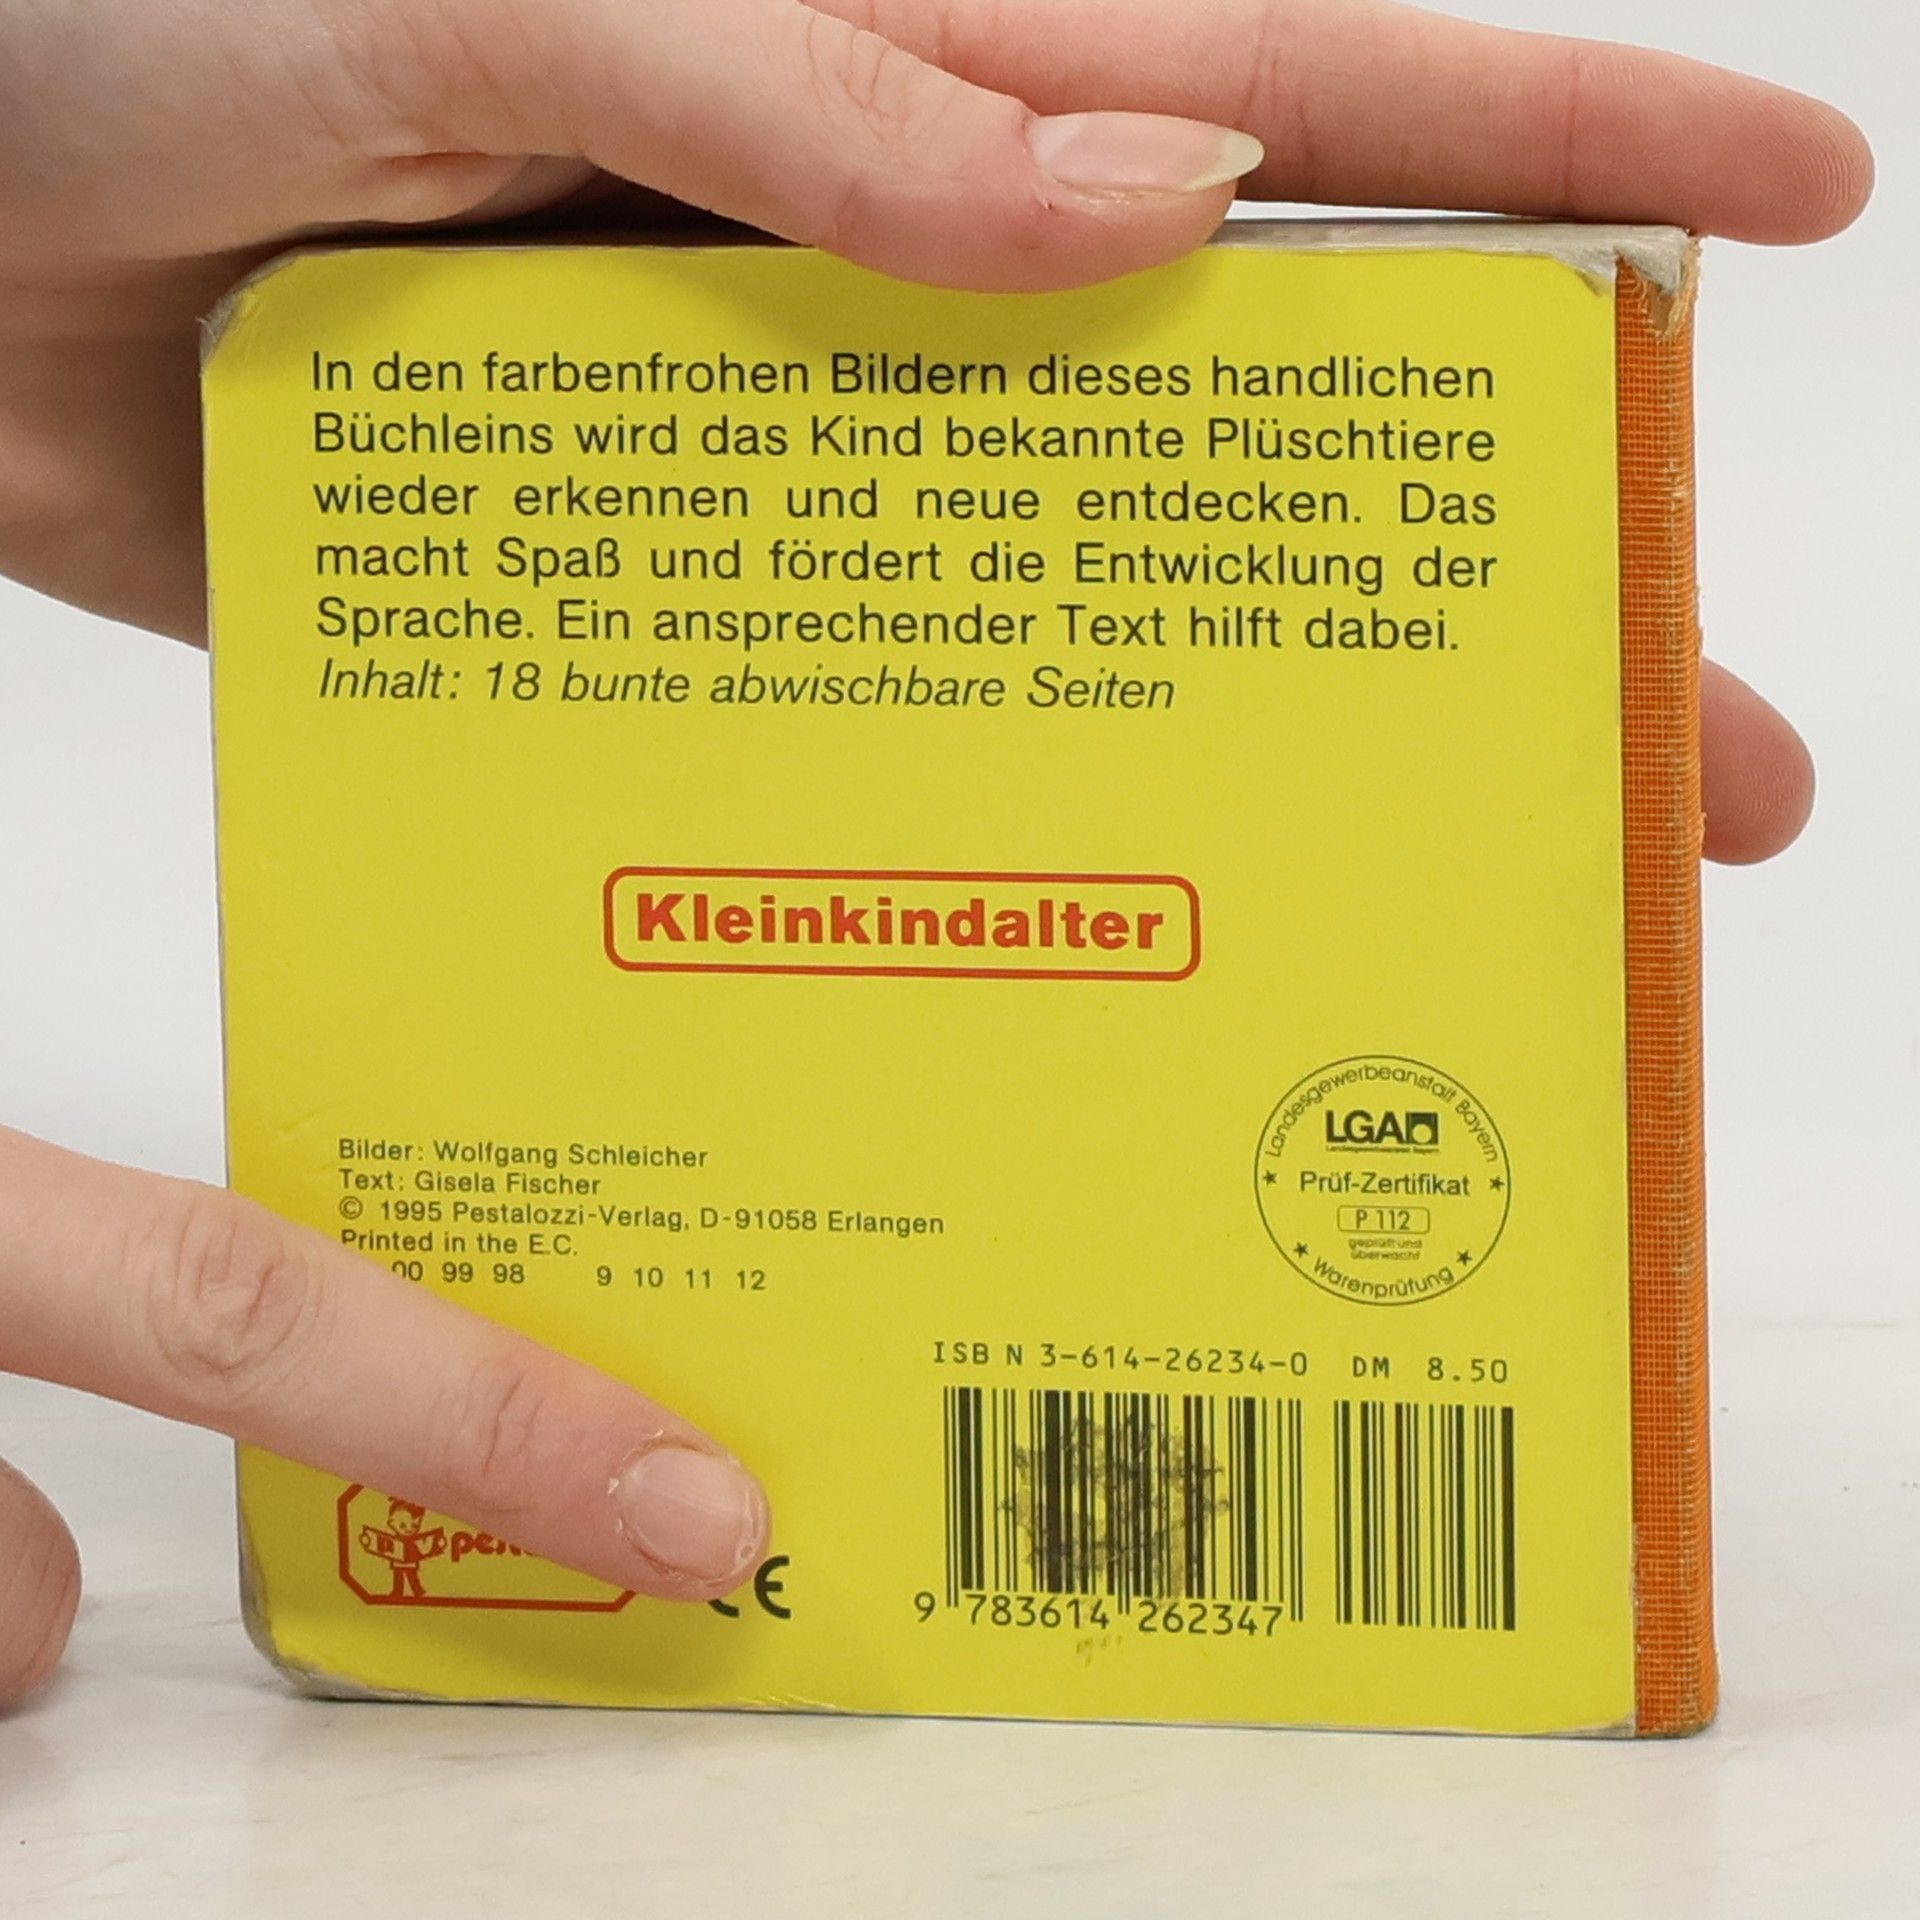 In den farbenfrohen Bildern dieses handlichen
Büchleins wird das Kind bekannte Plüschtiere
wieder erkennen und neue entdecken. Das
macht Spaß und fördert die Entwicklung der
Sprache. Ein ansprechender Text hilft dabei.
Inhalt: 18 bunte abwischbare Seiten
Kleinkindalter
Bilder: Wolfgang Schleicher
Text: Gisela Fischer
© 1995 Pestalozzi-Verlag, D-91058 Erlangen
Printed in the E.C.
00 99 98 9 10 11 12
Landesgewerbeanstalt Bayern
LGA
Prüf-Zertifikat
P 112
geprüft und
überwacht
Warenprüfung
ISBN 3-614-26234-0 DM 8.50
9 783614 262347
CE